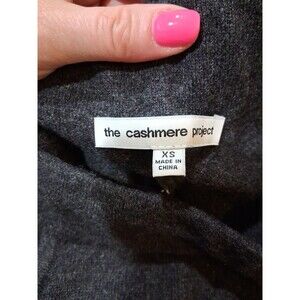 the cashmere project
XS
MADE IN
CHINA